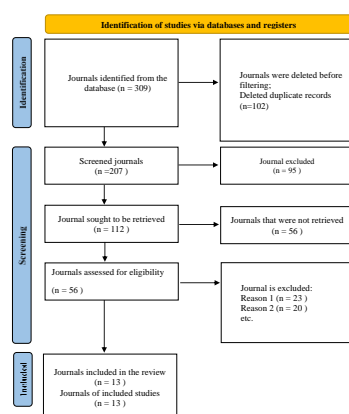 Identification of studies via databases and registers
Identification
Journals identified from the
database (n = 309)
Journals were deleted before
filtering;
Deleted duplicate records
(n=102)
Screening
Screened journals
(n =207)
Journal excluded
(n = 95 )
Journal sought to be retrieved
(n = 112)
Journals that were not retrieved
(n = 56 )
Journals assessed for eligibility
(n = 56 )
Journal is excluded:
Reason 1 (n = 23 )
Reason 2 (n = 20 )
etc.
Included
Journals included in the review
(n = 13 )
Journals of included studies
(n = 13 )